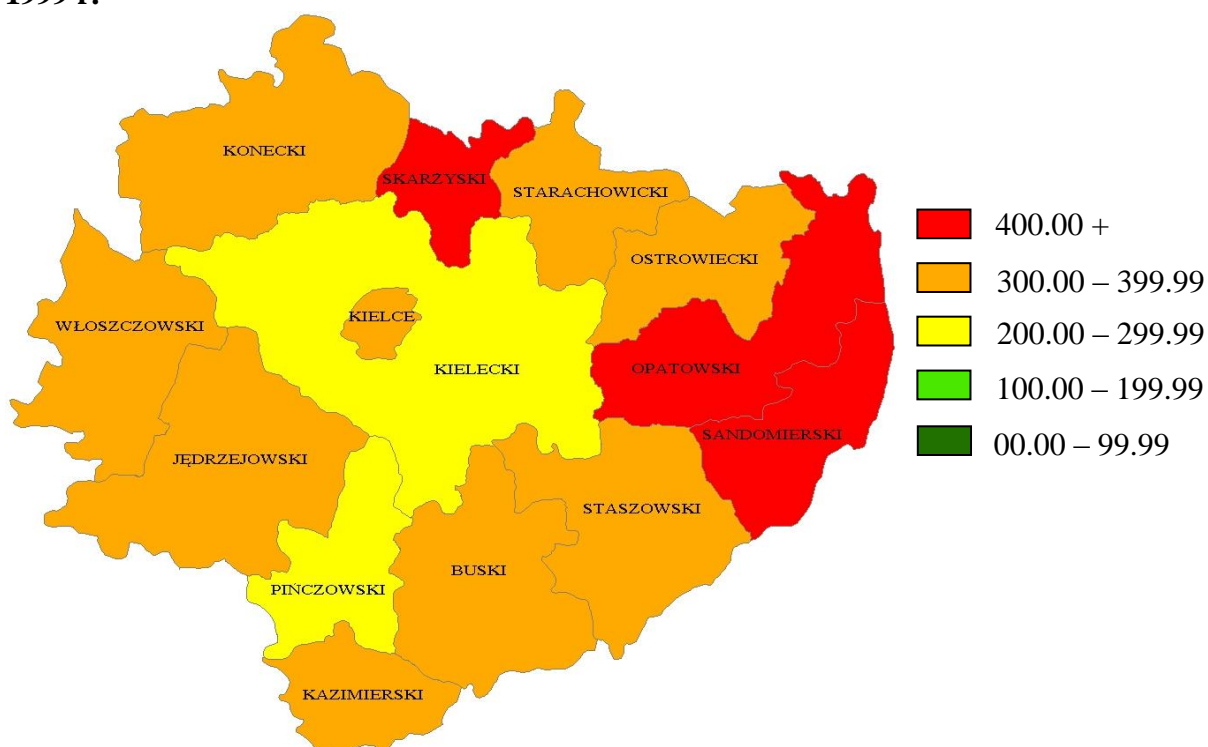 1999 r.
KONECKI
SKARŻYSKI
STARACHOWICKI
OSTROWIECKI
WŁOSZCZOWSKI
KIELCE
KIELECKI
OPATOWSKI
SANDOMIERSKI
JĘDRZEJOWSKI
STASZOWSKI
BUSKI
PIŃCZOWSKI
KAZIMIERSKI
400.00 +
300.00 – 399.99
200.00 – 299.99
100.00 – 199.99
00.00 – 99.99